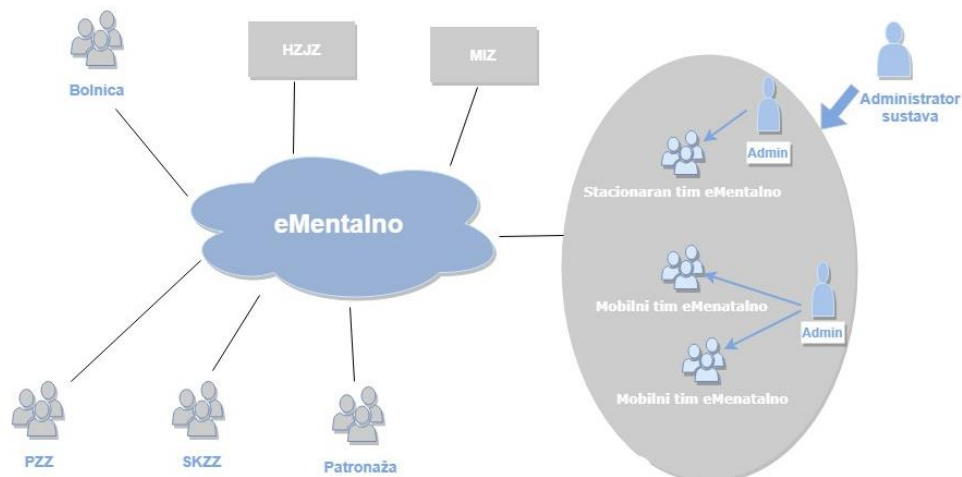 Bolnica
HZJZ
MIZ
Administrator
sustava
Admin
Stacionaran tim eMentalno
eMentalno
Mobilni tim eMenatalno
Admin
Mobilni tim eMenatalno
PZZ
SKZZ
Patronaža